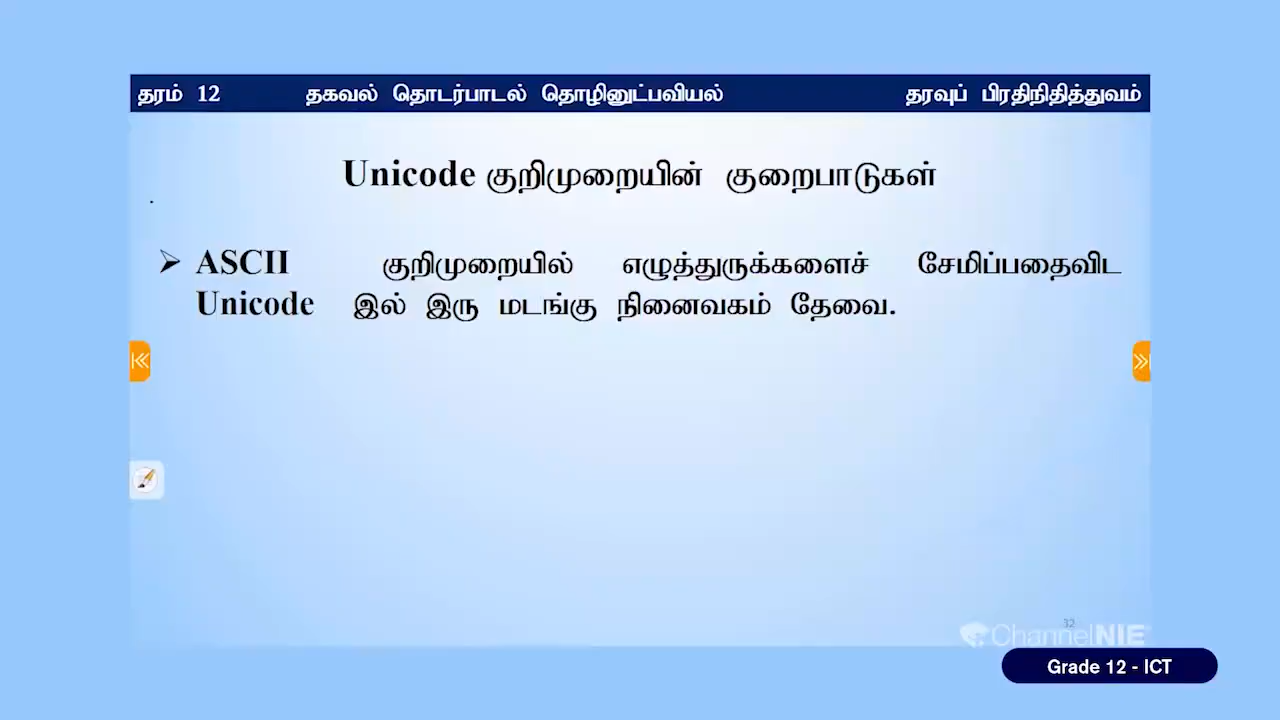 தரம் 12 தகவல் தொடர்பாடல் தொழினுட்பவியல் தரவுப் பிரதிநிதித்துவம்
Unicode குறிமுறையின் குறைபாடுகள்
➢ ASCII குறிமுறையில் எழுத்துருக்களைச் சேமிப்பதைவிட
Unicode இல் இரு மடங்கு நினைவகம் தேவை.
32
ChannelNIE
Grade 12 - ICT